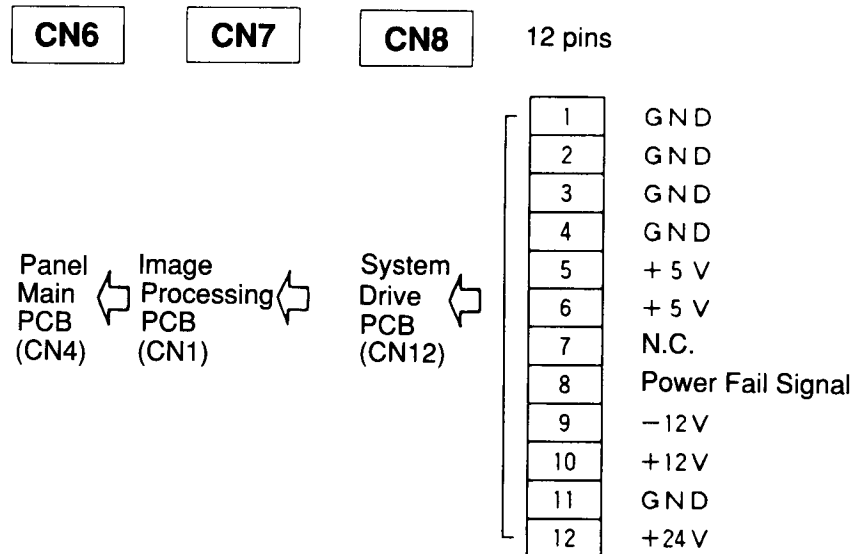 CN6 CN7 CN8 12 pins
1 GND
2 GND
3 GND
4 GND
5 +5V
6 +5V
7 N.C.
8 Power Fail Signal
9 −12V
10 +12V
11 GND
12 +24V
Panel
Main
PCB
(CN4)
Image
Processing
PCB
(CN1)
System
Drive
PCB
(CN12)